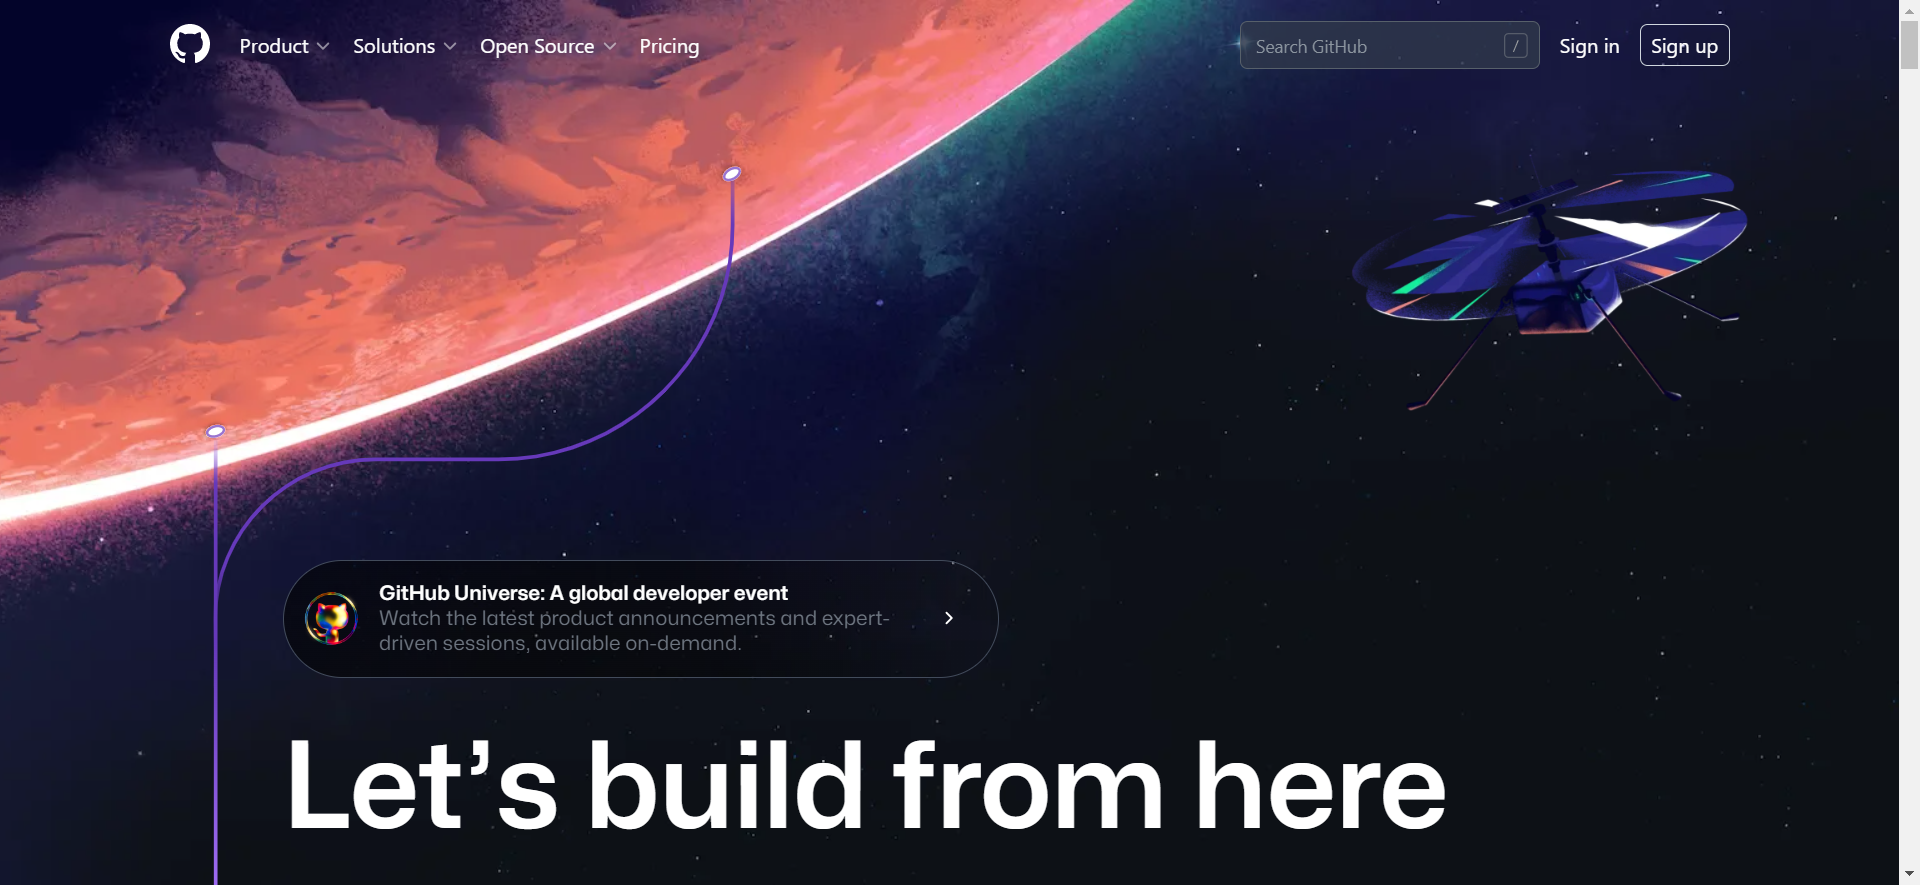 Product Solutions Open Source Pricing Search GitHub / Sign in Sign up
GitHub Universe: A global developer event
Watch the latest product announcements and expert-
driven sessions, available on-demand.
Let’s build from here